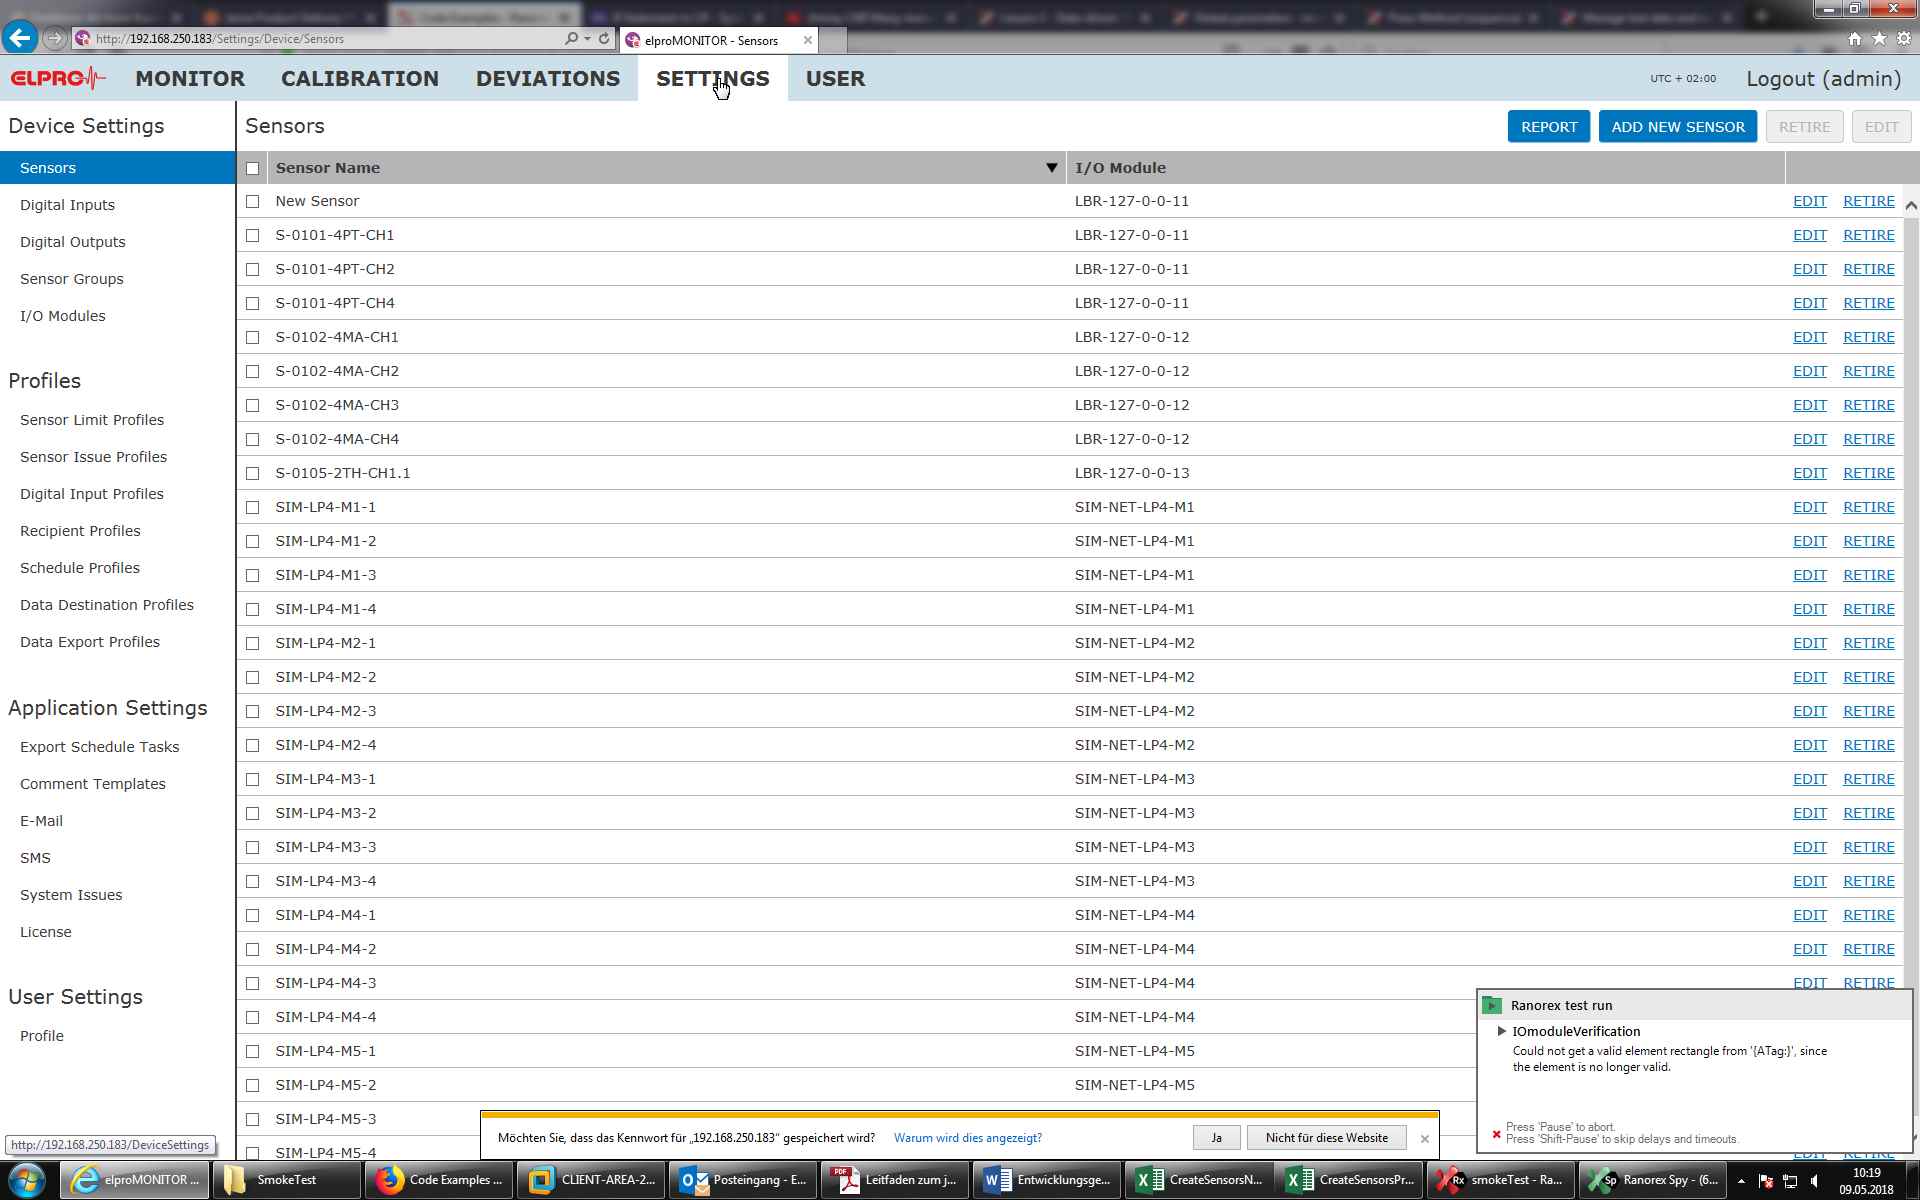 http://192.168.250.183/Settings/Device/Sensors
elproMONITOR - Sensors
ELPRO
MONITOR
CALIBRATION
DEVIATIONS
SETTINGS
USER
UTC + 02:00
Logout (admin)
Device Settings
Sensors
Digital Inputs
Digital Outputs
Sensor Groups
I/O Modules
Profiles
Sensor Limit Profiles
Sensor Issue Profiles
Digital Input Profiles
Recipient Profiles
Schedule Profiles
Data Destination Profiles
Data Export Profiles
Application Settings
Export Schedule Tasks
Comment Templates
E-Mail
SMS
System Issues
License
User Settings
Profile
http://192.168.250.183/DeviceSettings
Sensors
REPORT
ADD NEW SENSOR
RETIRE
EDIT
Sensor Name I/O Module
New Sensor LBR-127-0-0-11 EDIT RETIRE
S-0101-4PT-CH1 LBR-127-0-0-11 EDIT RETIRE
S-0101-4PT-CH2 LBR-127-0-0-11 EDIT RETIRE
S-0101-4PT-CH4 LBR-127-0-0-11 EDIT RETIRE
S-0102-4MA-CH1 LBR-127-0-0-12 EDIT RETIRE
S-0102-4MA-CH2 LBR-127-0-0-12 EDIT RETIRE
S-0102-4MA-CH3 LBR-127-0-0-12 EDIT RETIRE
S-0102-4MA-CH4 LBR-127-0-0-12 EDIT RETIRE
S-0105-2TH-CH1.1 LBR-127-0-0-13 EDIT RETIRE
SIM-LP4-M1-1 SIM-NET-LP4-M1 EDIT RETIRE
SIM-LP4-M1-2 SIM-NET-LP4-M1 EDIT RETIRE
SIM-LP4-M1-3 SIM-NET-LP4-M1 EDIT RETIRE
SIM-LP4-M1-4 SIM-NET-LP4-M1 EDIT RETIRE
SIM-LP4-M2-1 SIM-NET-LP4-M2 EDIT RETIRE
SIM-LP4-M2-2 SIM-NET-LP4-M2 EDIT RETIRE
SIM-LP4-M2-3 SIM-NET-LP4-M2 EDIT RETIRE
SIM-LP4-M2-4 SIM-NET-LP4-M2 EDIT RETIRE
SIM-LP4-M3-1 SIM-NET-LP4-M3 EDIT RETIRE
SIM-LP4-M3-2 SIM-NET-LP4-M3 EDIT RETIRE
SIM-LP4-M3-3 SIM-NET-LP4-M3 EDIT RETIRE
SIM-LP4-M3-4 SIM-NET-LP4-M3 EDIT RETIRE
SIM-LP4-M4-1 SIM-NET-LP4-M4 EDIT RETIRE
SIM-LP4-M4-2 SIM-NET-LP4-M4 EDIT RETIRE
SIM-LP4-M4-3 SIM-NET-LP4-M4 EDIT RETIRE
SIM-LP4-M4-4 SIM-NET-LP4-M4
SIM-LP4-M5-1 SIM-NET-LP4-M5
SIM-LP4-M5-2 SIM-NET-LP4-M5
SIM-LP4-M5-3
SIM-LP4-M5-4 EDIT RETIRE
Ranorex test run
IOmoduleVerification
Could not get a valid element rectangle from '{ATag:}', since
the element is no longer valid.
Press 'Pause' to abort.
Press 'Shift-Pause' to skip delays and timeouts.
Möchten Sie, dass das Kennwort für „192.168.250.183“ gespeichert wird?
Warum wird dies angezeigt?
Ja
Nicht für diese Website
elproMONITOR ...
SmokeTest
Code Examples ...
CLIENT-AREA-2...
Posteingang - E...
PDF
Leitfaden zum j...
Entwicklungsge...
CreateSensorsN...
CreateSensorsPr...
smokeTest - Ra...
Ranorex Spy - (6...
10:19
09.05.2018